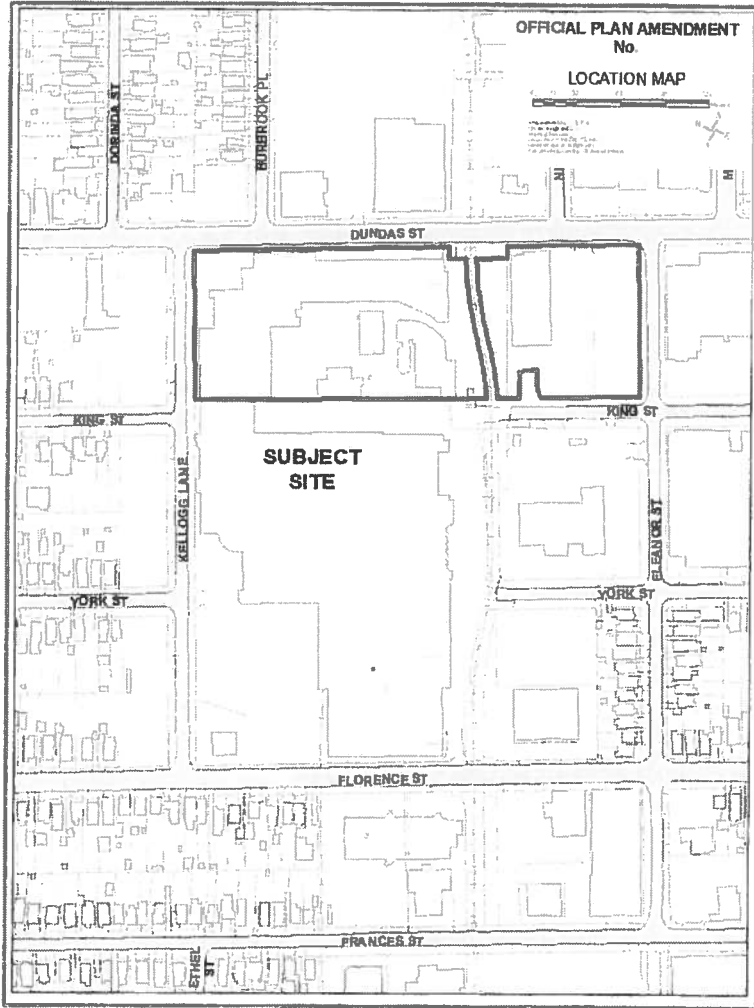 OFFICIAL PLAN AMENDMENT
No.
LOCATION MAP
DORINDA ST
BURBROOK PL
DUNDAS ST
KING ST
KING ST
SUBJECT
SITE
KELLOGG LANE
ELEANOR ST
YORK ST
YORK ST
FLORENCE ST
FRANCES ST
ETHEL
ST